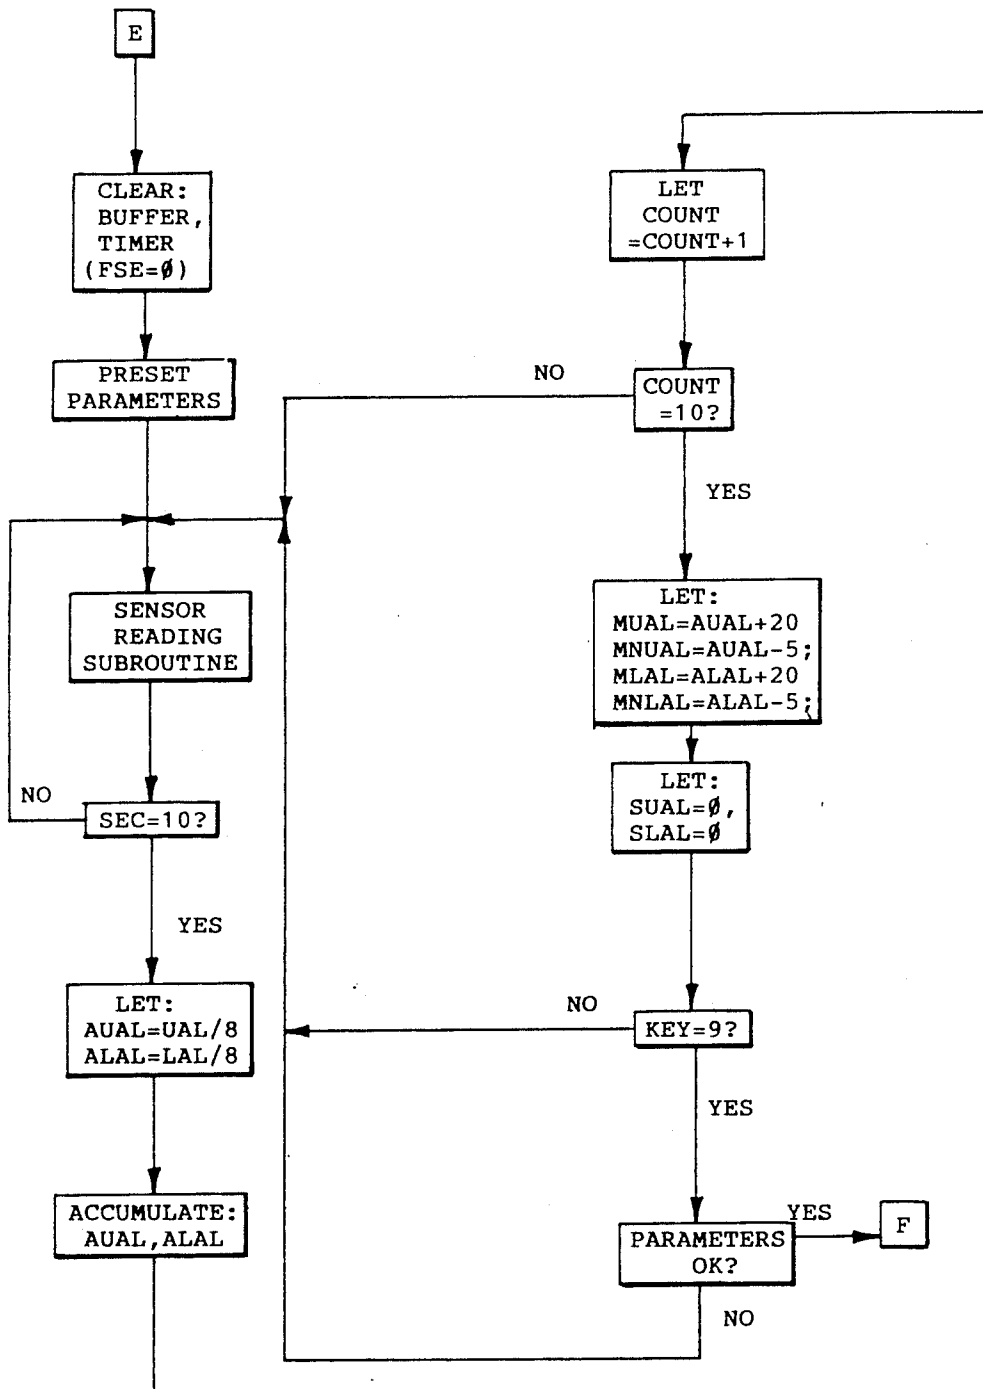 E
CLEAR:
BUFFER,
TIMER
(FSE=Ø)
PRESET
PARAMETERS
SENSOR
READING
SUBROUTINE
NO
SEC=10?
YES
LET:
AUAL=UAL/8
ALAL=LAL/8
ACCUMULATE:
AUAL,ALAL
LET
COUNT
=COUNT+1
NO
COUNT
=10?
YES
LET:
MUAL=AUAL+20
MNUAL=AUAL-5;
MLAL=ALAL+20
MNLAL=ALAL-5;
LET:
SUAL=Ø,
SLAL=Ø
NO
KEY=9?
YES
PARAMETERS
OK?
YES
F
NO